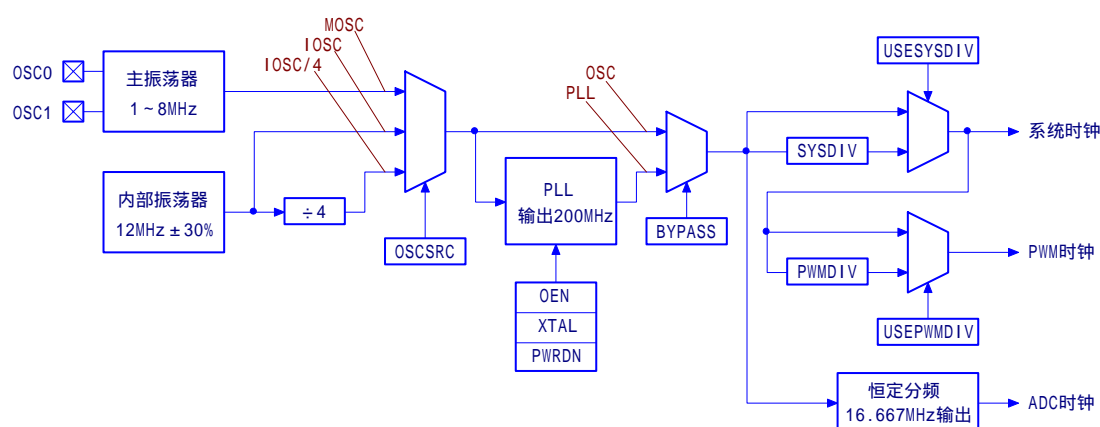 MOSC
IOSC
IOSC/4
OSC0
OSC1
主振荡器
1~8MHz
内部振荡器
12MHz±30%
÷4
OSCSRC
PLL
输出200MHz
OEN
XTAL
PWRDN
OSC
PLL
BYPASS
USESYSDIV
SYSDIV
系统时钟
PWMDIV
PWM时钟
USEPWMDIV
恒定分频
16.667MHz输出
ADC时钟